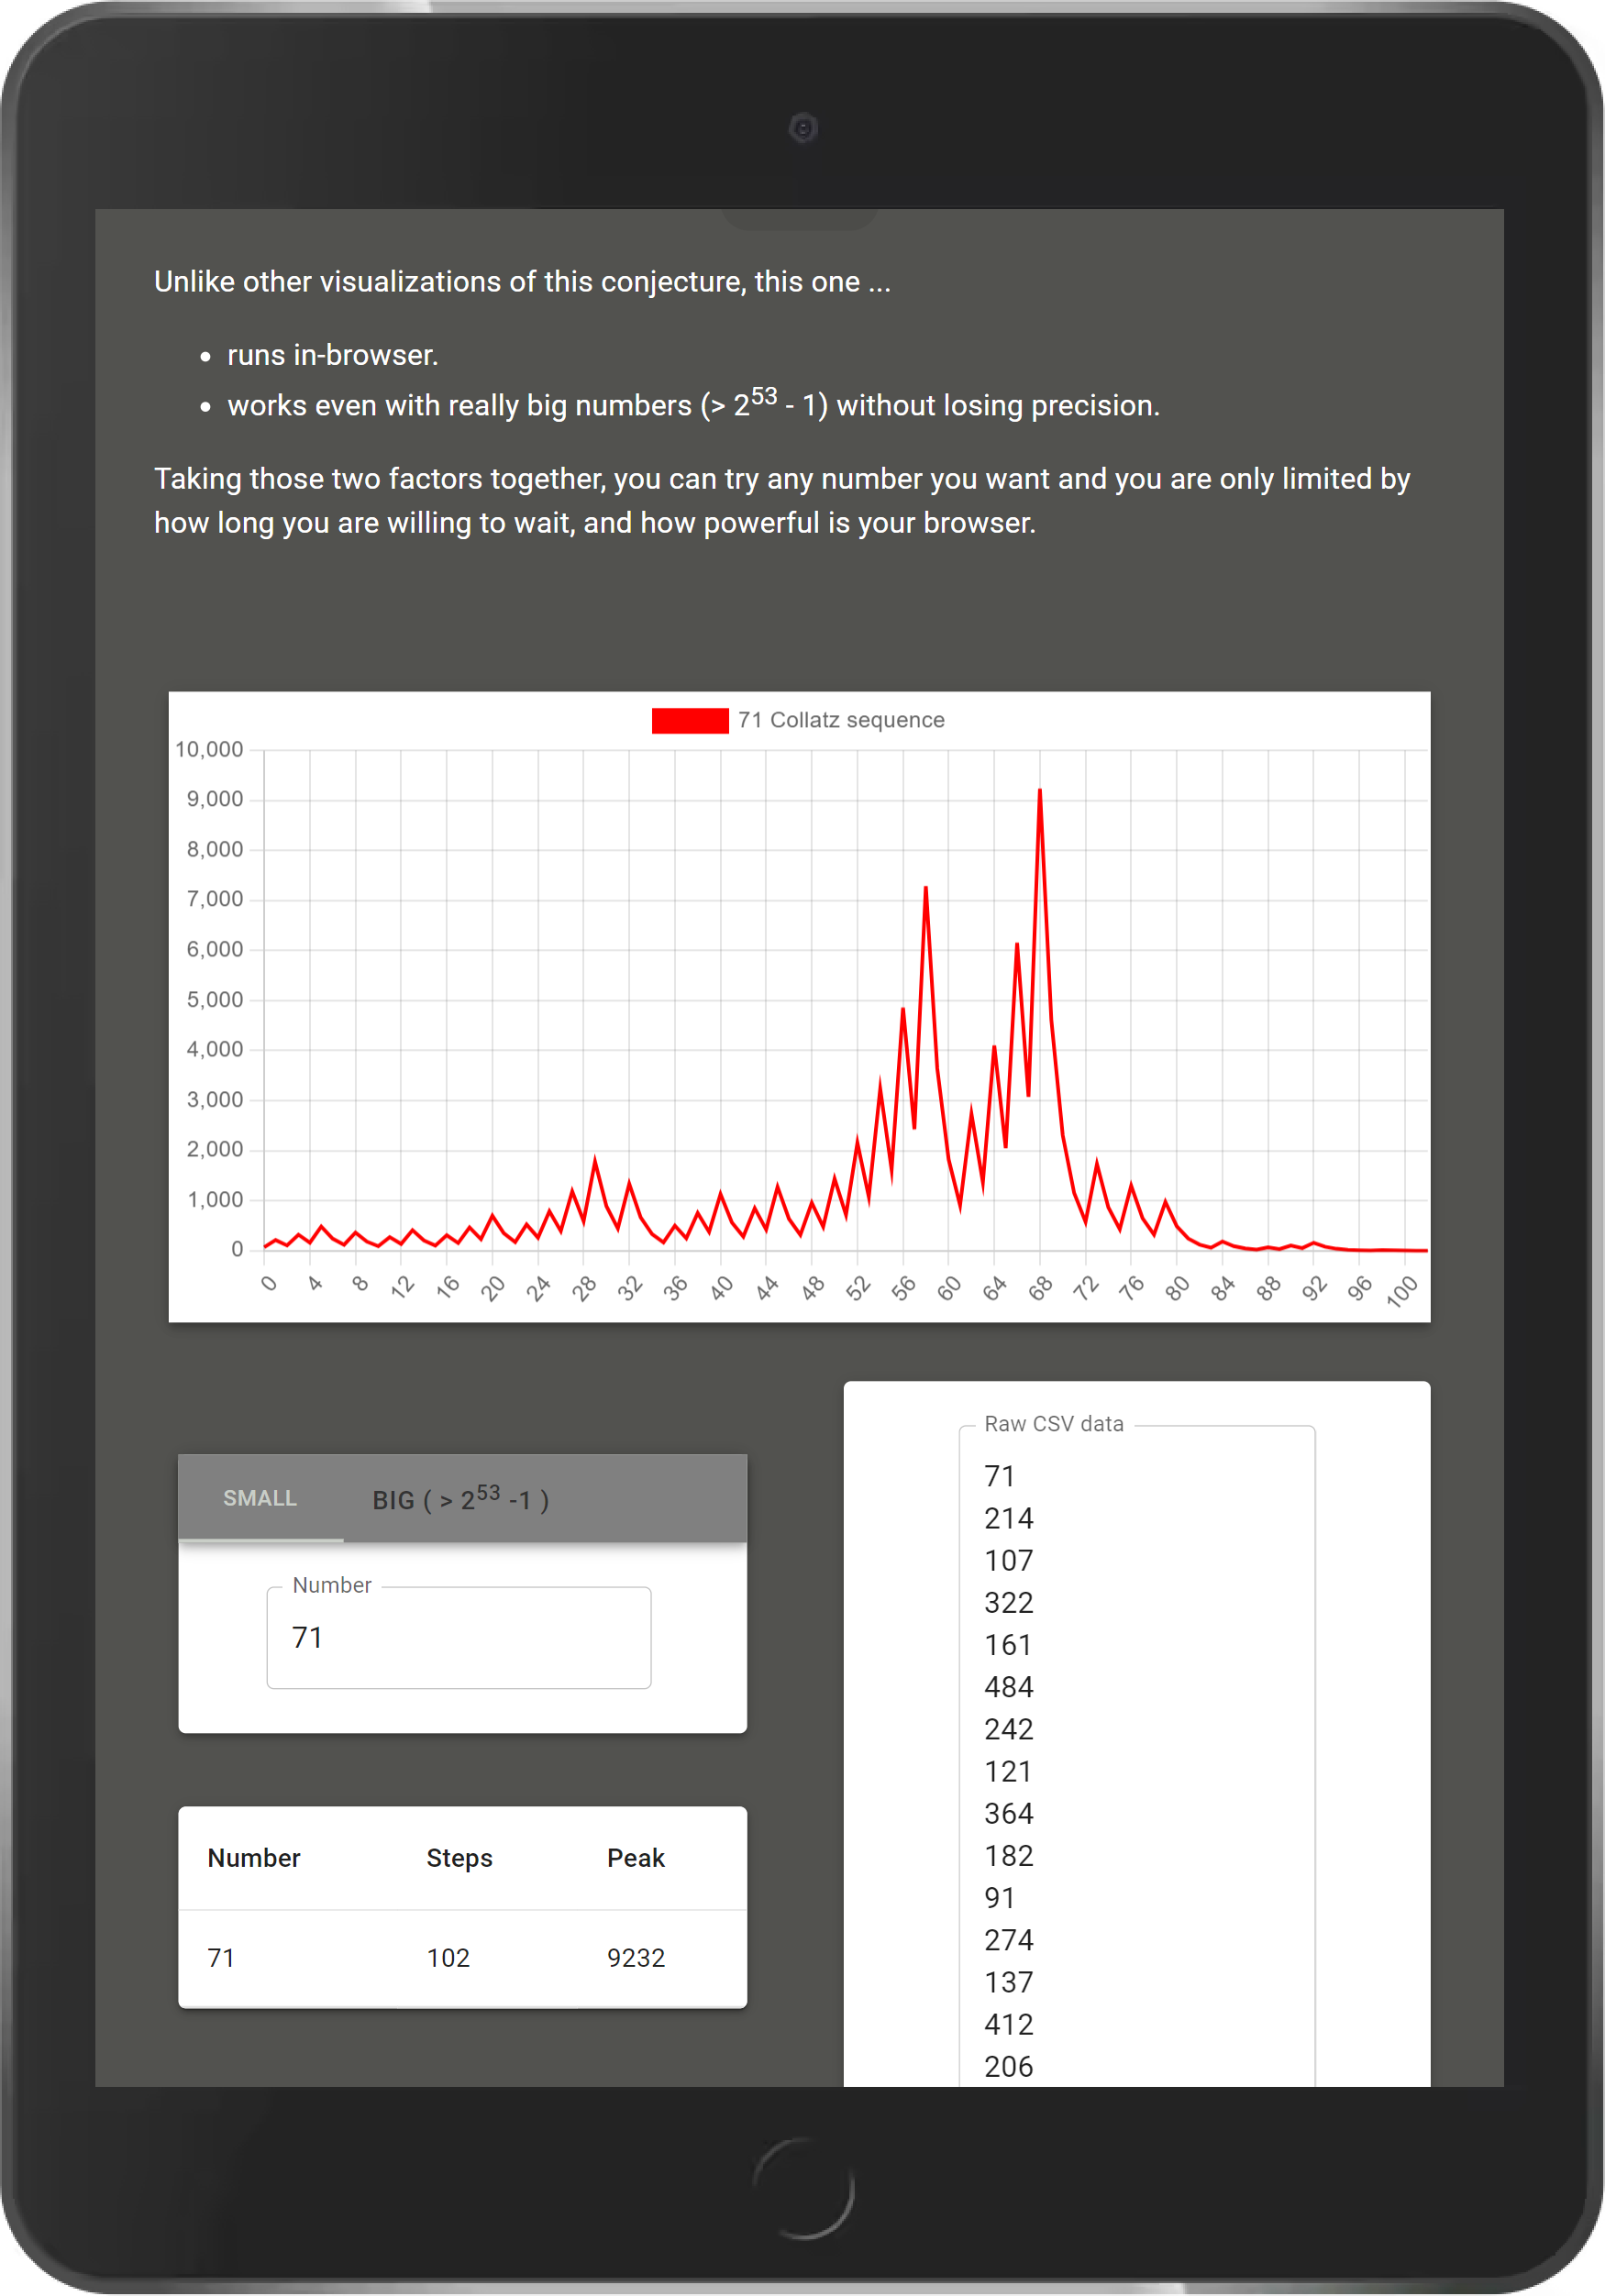 Unlike other visualizations of this conjecture, this one ...
• runs in-browser.
• works even with really big numbers (> 2^53 - 1) without losing precision.
Taking those two factors together, you can try any number you want and you are only limited by
how long you are willing to wait, and how powerful is your browser.
71 Collatz sequence
10,000
9,000
8,000
7,000
6,000
5,000
4,000
3,000
2,000
1,000
0
0 4 8 12 16 20 24 28 32 36 40 44 48 52 56 60 64 68 72 76 80 84 88 92 96 100
SMALL BIG ( > 2^53 -1 )
Number
71
Number Steps Peak
71 102 9232
Raw CSV data
71
214
107
322
161
484
242
121
364
182
91
274
137
412
206